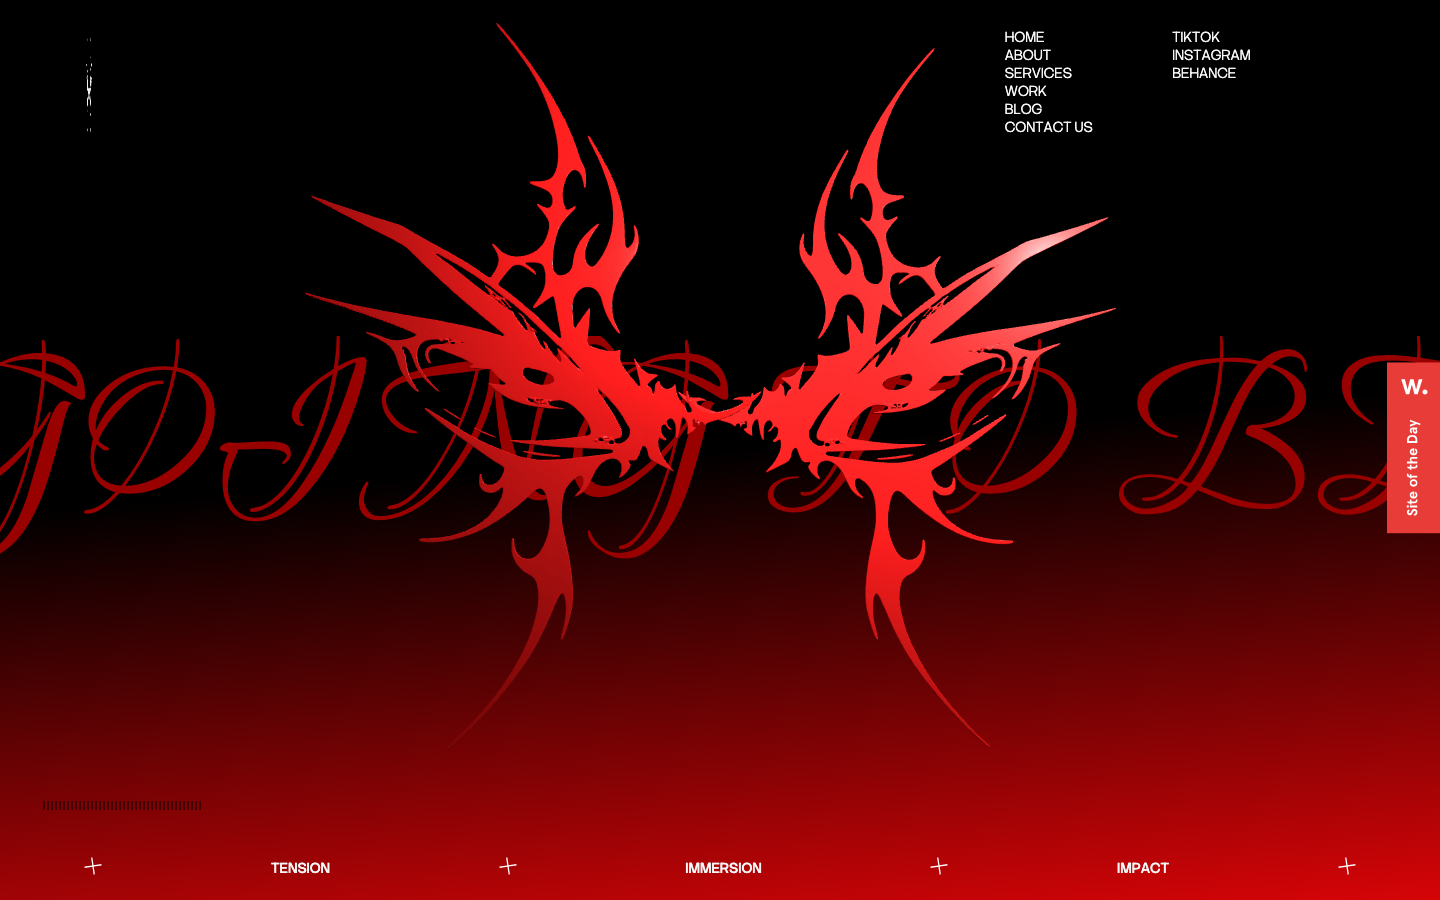 HOME
ABOUT
SERVICES
WORK
BLOG
CONTACT US
TIKTOK
INSTAGRAM
BEHANCE
W.
Site of the Day
TENSION
IMMERSION
IMPACT